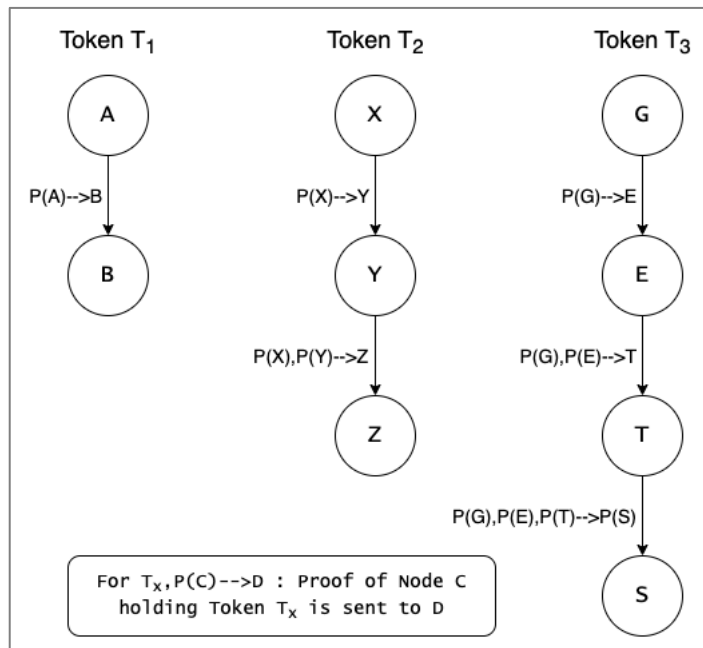 Token T₁
Token T₂
Token T₃
A
X
G
P(A)-->B
P(X)-->Y
P(G)-->E
B
Y
E
P(X),P(Y)-->Z
P(G),P(E)-->T
Z
T
P(G),P(E),P(T)-->P(S)
S
For Tₓ,P(C)-->D : Proof of Node C
holding Token Tₓ is sent to D